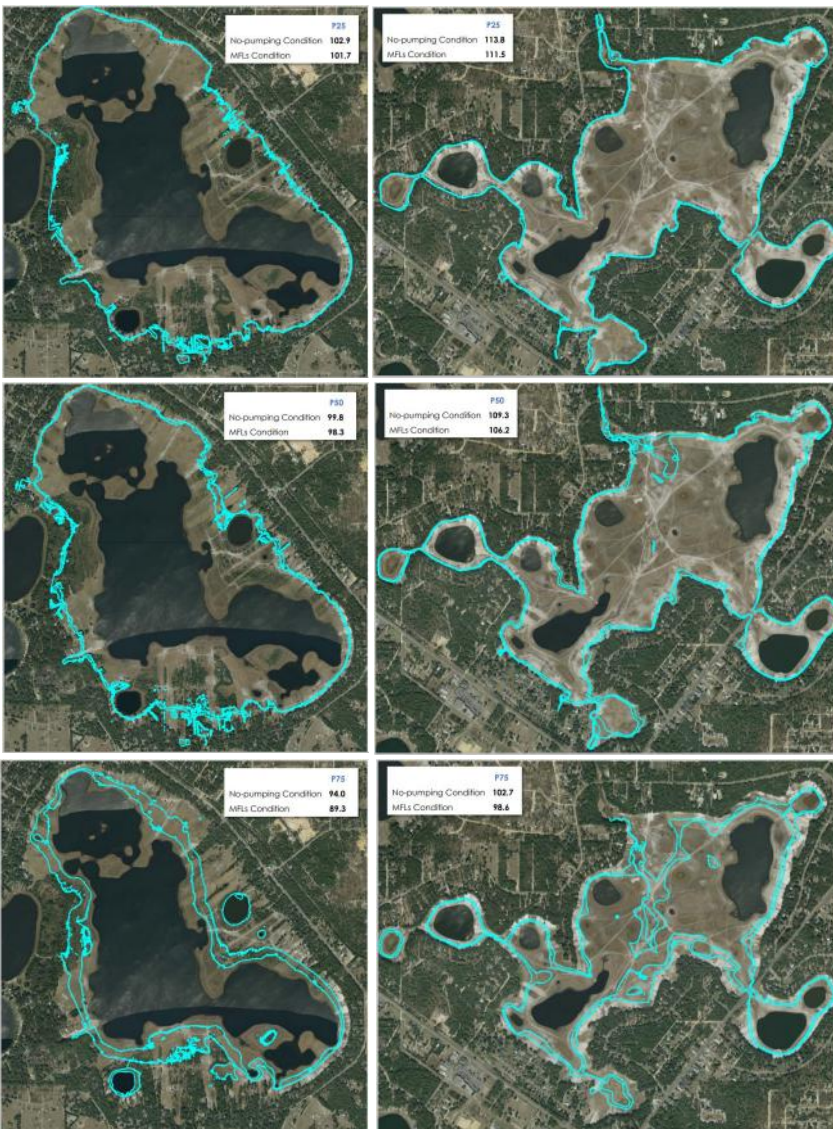 P25
No-pumping Condition 102.9
MFLs Condition 101.7
P25
No-pumping Condition 113.8
MFLs Condition 111.5
P50
No-pumping Condition 99.8
MFLs Condition 98.3
P50
No-pumping Condition 109.3
MFLs Condition 106.2
P75
No-pumping Condition 94.0
MFLs Condition 89.3
P75
No-pumping Condition 102.7
MFLs Condition 98.6